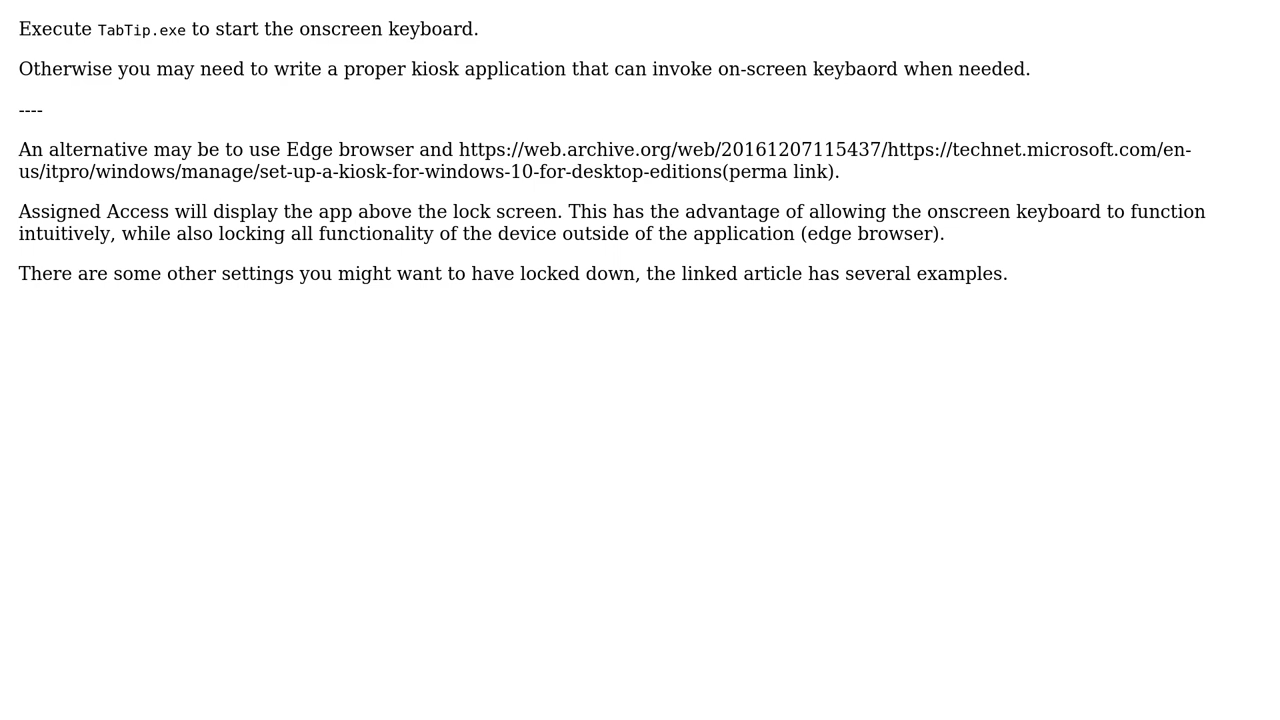 Execute TabTip.exe to start the onscreen keyboard.
Otherwise you may need to write a proper kiosk application that can invoke on-screen keybaord when needed.
----
An alternative may be to use Edge browser and https://web.archive.org/web/20161207115437/https://technet.microsoft.com/en-
us/itpro/windows/manage/set-up-a-kiosk-for-windows-10-for-desktop-editions(perma link).
Assigned Access will display the app above the lock screen. This has the advantage of allowing the onscreen keyboard to function
intuitively, while also locking all functionality of the device outside of the application (edge browser).
There are some other settings you might want to have locked down, the linked article has several examples.